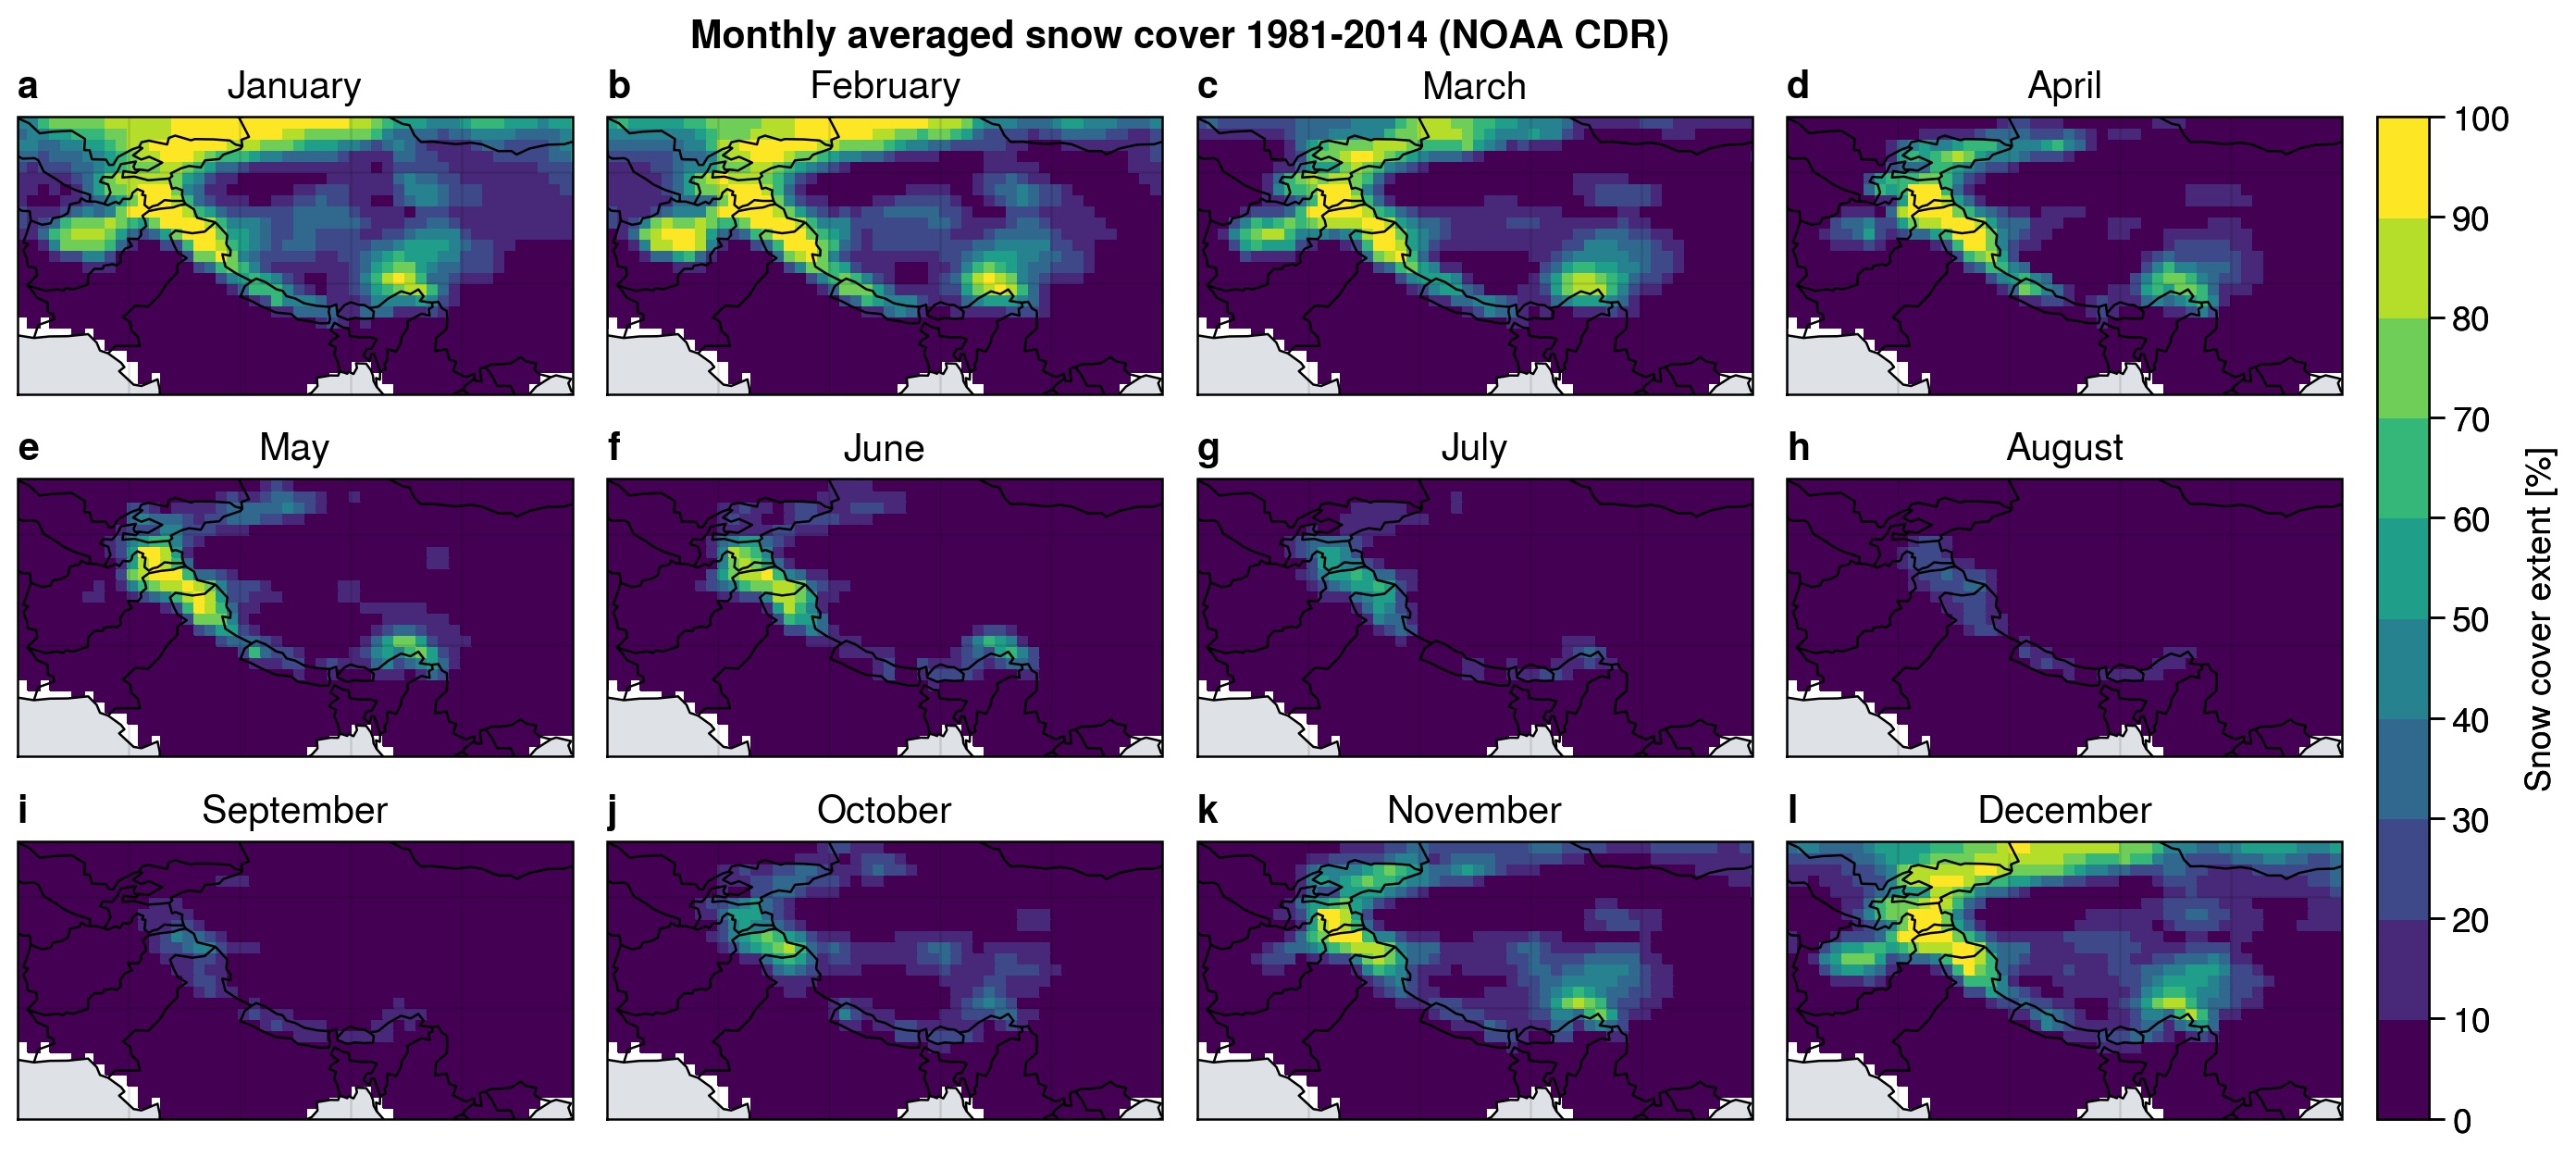 Monthly averaged snow cover 1981-2014 (NOAA CDR)
a January
b February
c March
d April
e May
f June
g July
h August
i September
j October
k November
l December
100
90
80
70
60
50
40
30
20
10
0
Snow cover extent [%]